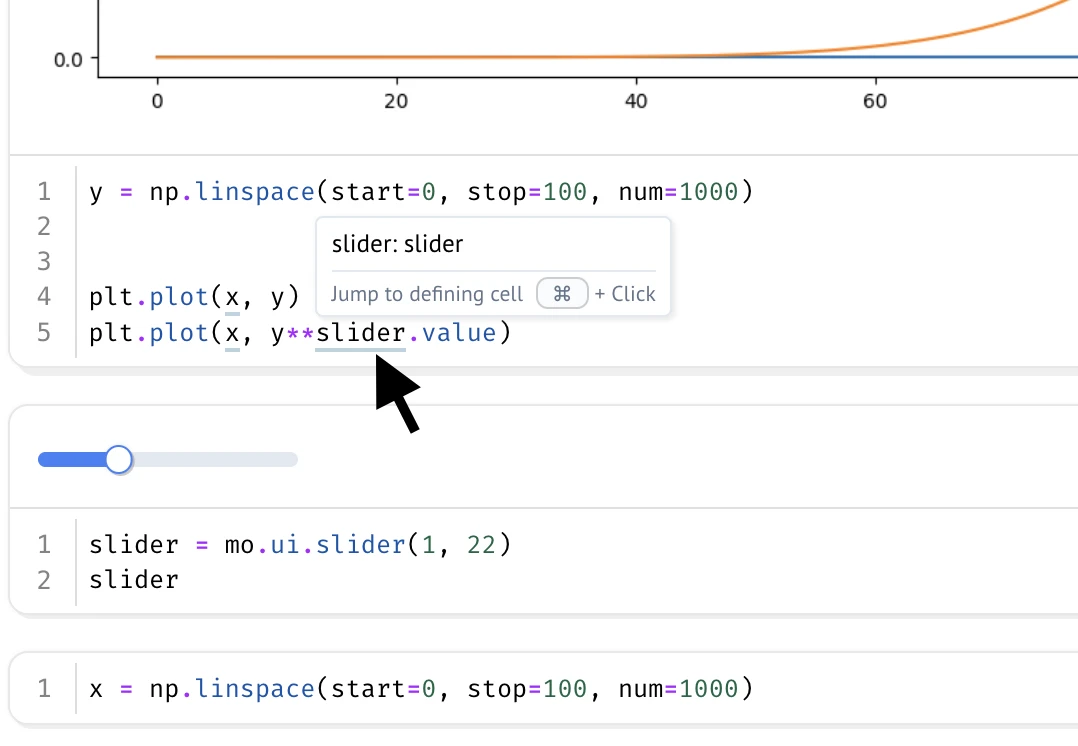 0.0
0 20 40 60
1 y = np.linspace(start=0, stop=100, num=1000)
2
slider: slider
3
Jump to defining cell ⌘ + Click
4 plt.plot(x, y)
5 plt.plot(x, y**slider.value)
1 slider = mo.ui.slider(1, 22)
2 slider
1 x = np.linspace(start=0, stop=100, num=1000)